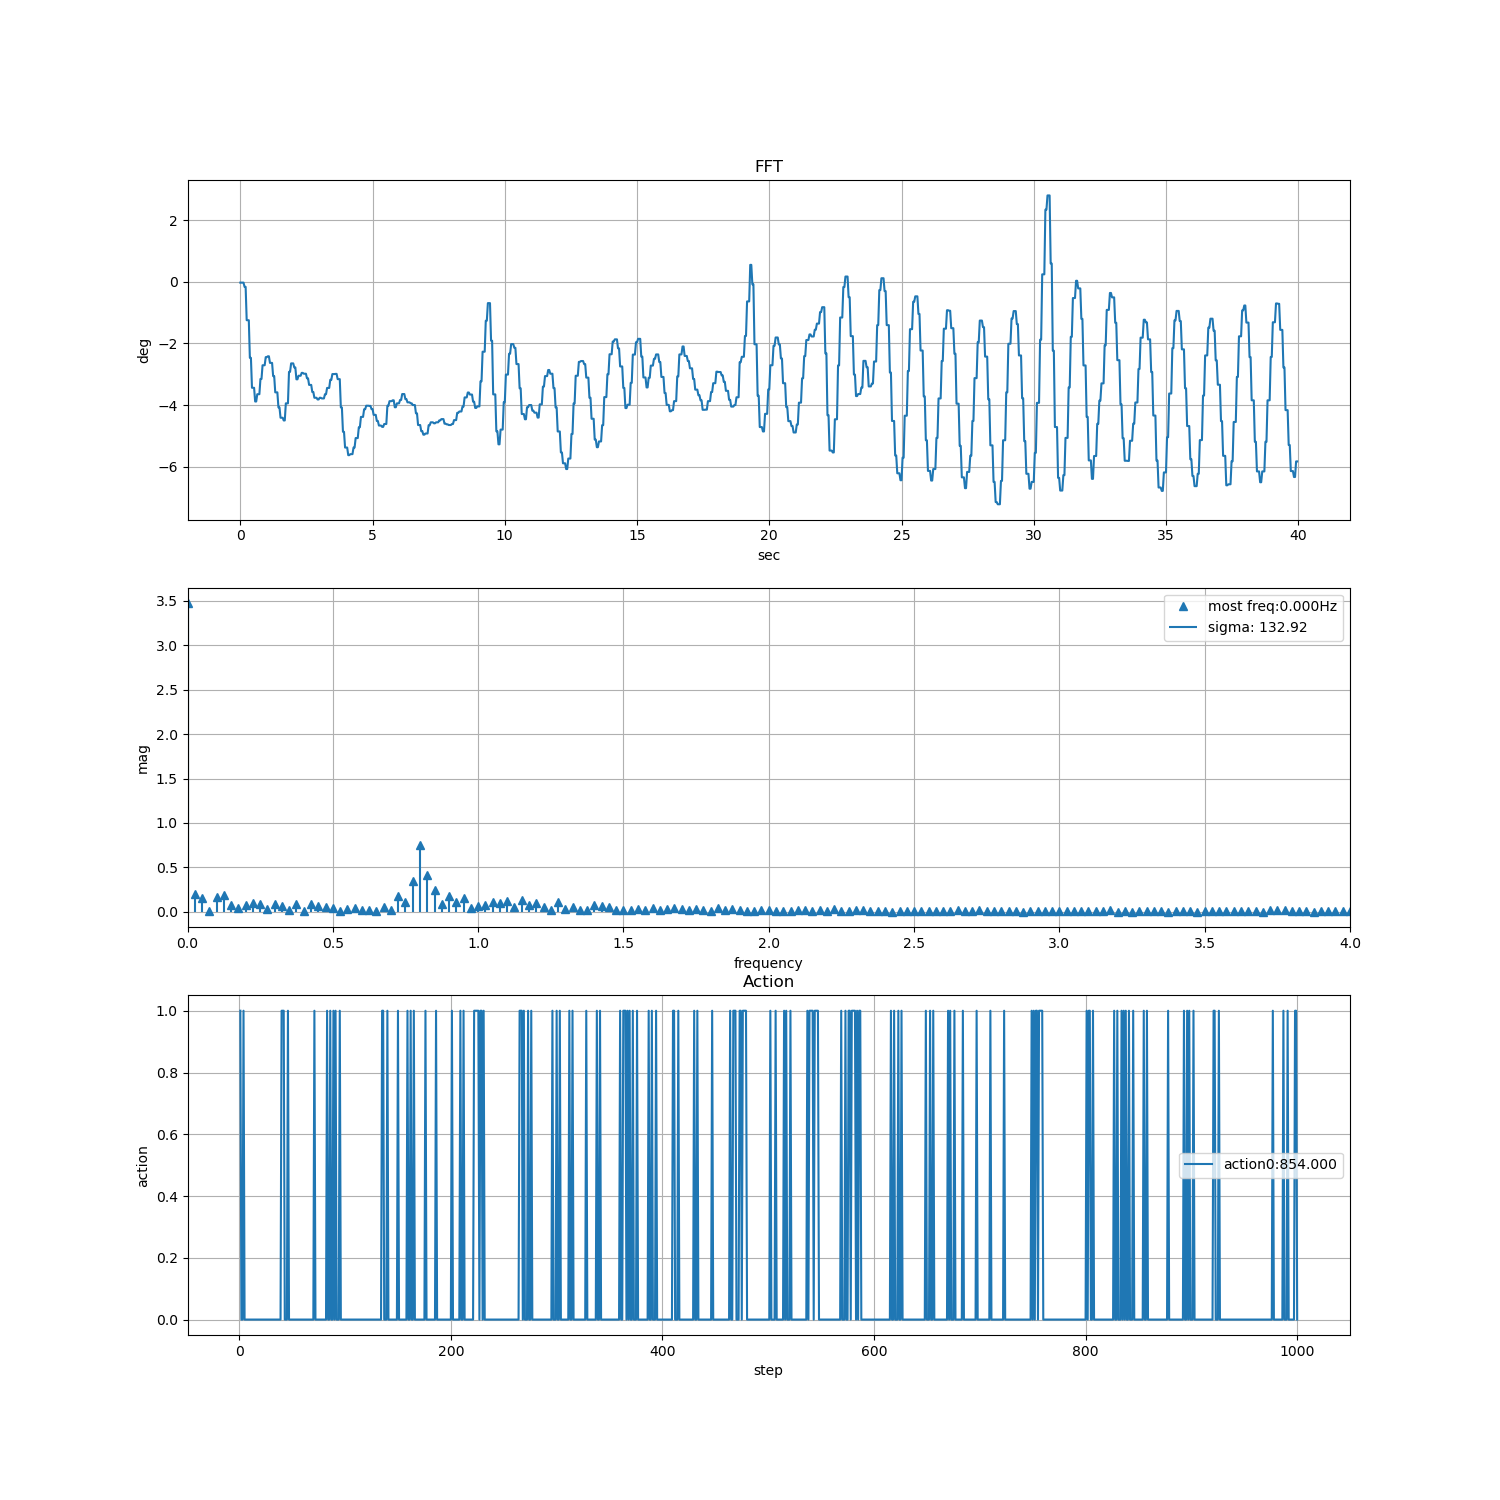 FFT
2
0
−2
−4
−6
deg
0 5 10 15 20 25 30 35 40
sec
3.5
3.0
2.5
2.0
1.5
1.0
0.5
0.0
mag
most freq:0.000Hz
sigma: 132.92
0.0 0.5 1.0 1.5 2.0 2.5 3.0 3.5 4.0
frequency
Action
1.0
0.8
0.6
0.4
0.2
0.0
action
action0:854.000
0 200 400 600 800 1000
step